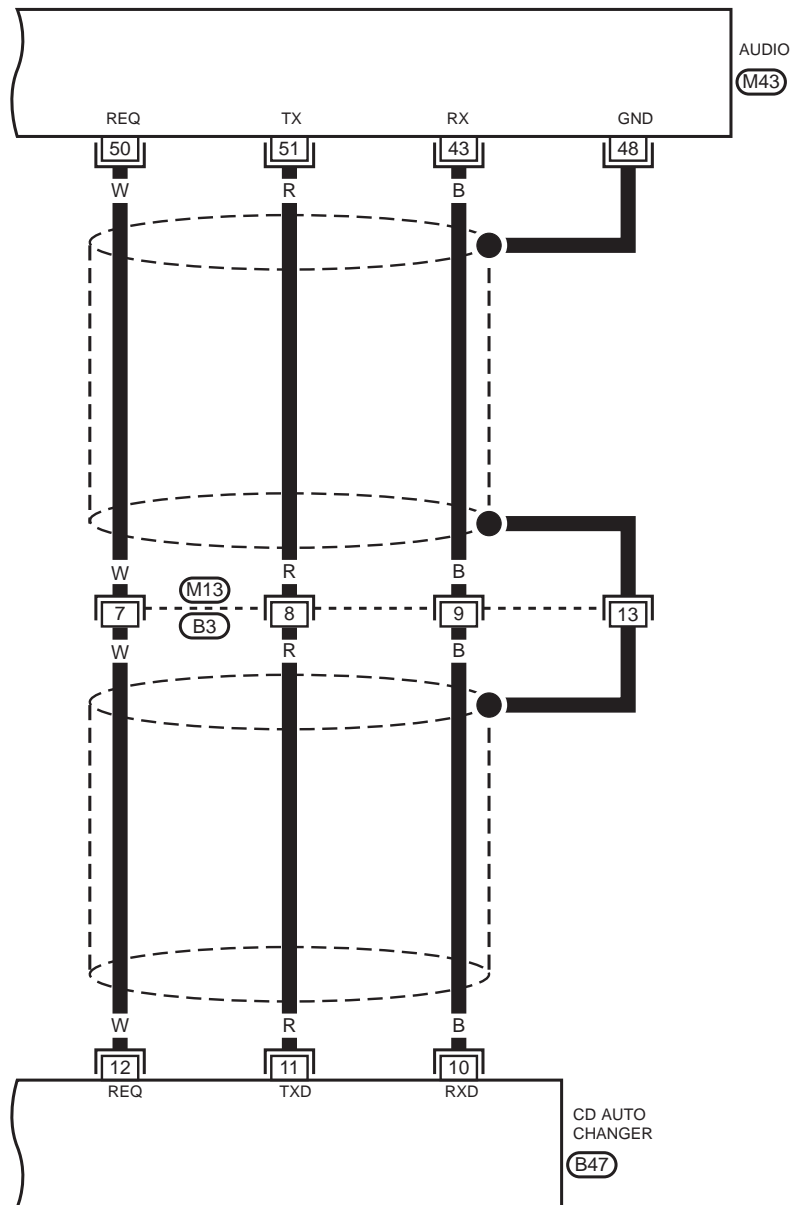 AUDIO
M43
REQ TX RX GND
50 51 43 48
W R B
W R B
M13
7 8 9 13
B3
W R B
W R B
12 11 10
REQ TXD RXD
CD AUTO
CHANGER
B47